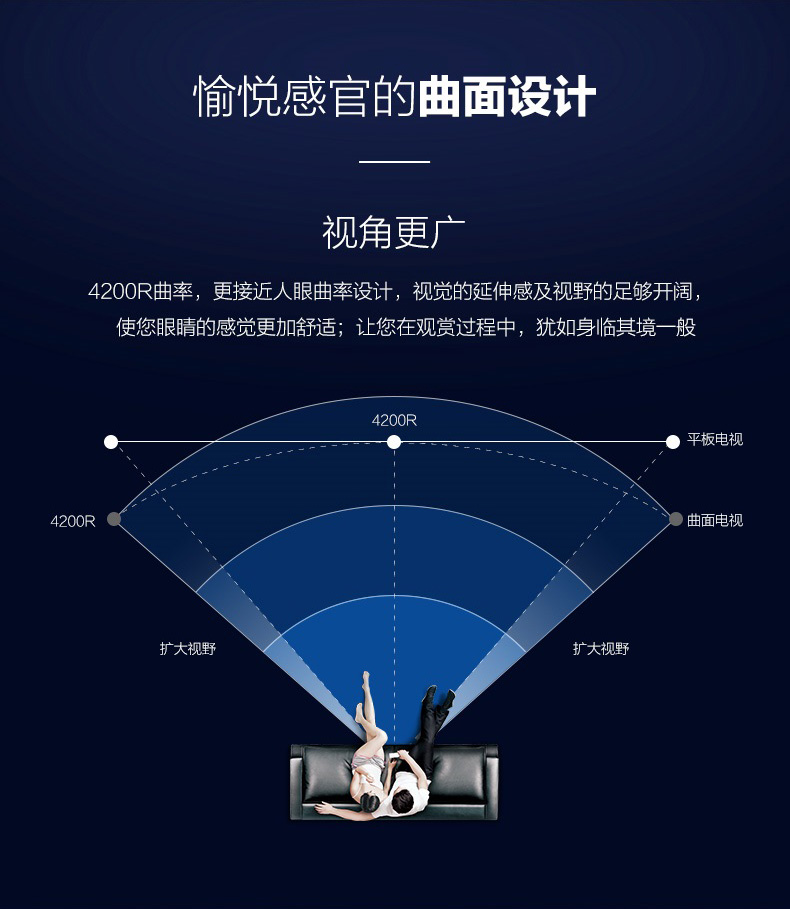 愉悦感官的曲面设计
视角更广
4200R曲率，更接近人眼曲率设计，视觉的延伸感及视野的足够开阔，
使您眼睛的感觉更加舒适；让您在观赏过程中，犹如身临其境一般
4200R
平板电视
4200R
曲面电视
扩大视野
扩大视野